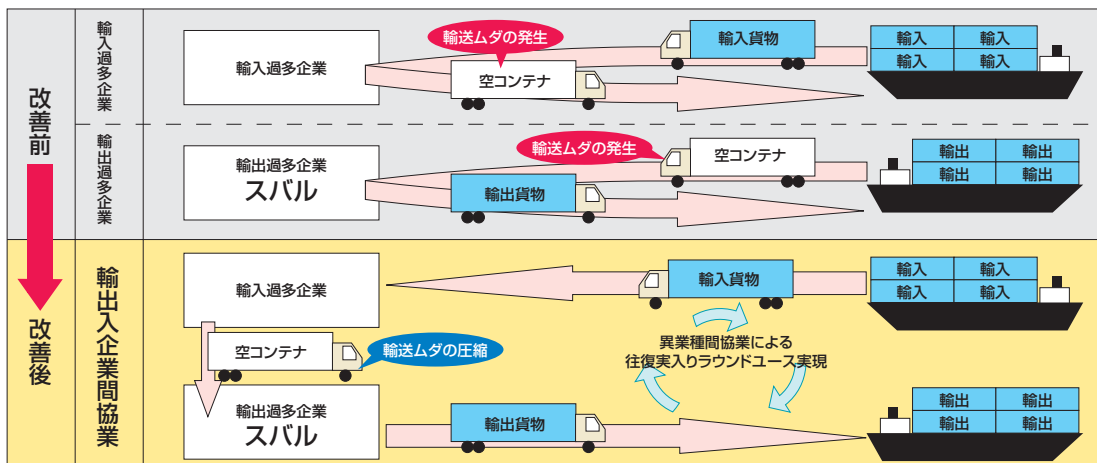 改善前
改善後
輸入過多企業
輸入過多企業
輸送ムダの発生
空コンテナ
輸入貨物
輸入 輸入
輸入 輸入
輸出過多企業
輸出過多企業
スバル
輸送ムダの発生
空コンテナ
輸出貨物
輸出 輸出
輸出 輸出
輸出入企業間協業
輸入過多企業
輸入貨物
輸入 輸入
輸入 輸入
空コンテナ
輸送ムダの圧縮
異業種間協業による
往復実入りラウンドユース実現
輸出過多企業
スバル
輸出貨物
輸出 輸出
輸出 輸出